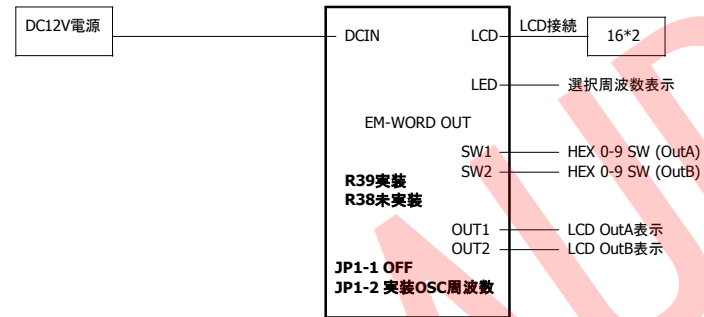 DC12V電源
DCIN
LCD
LCD接続
16*2
LED
選択周波数表示
EM-WORD OUT
SW1
HEX 0-9 SW (OutA)
SW2
HEX 0-9 SW (OutB)
R39実装
R38未実装
OUT1
LCD OutA表示
OUT2
LCD OutB表示
JP1-1 OFF
JP1-2 実装OSC周波数